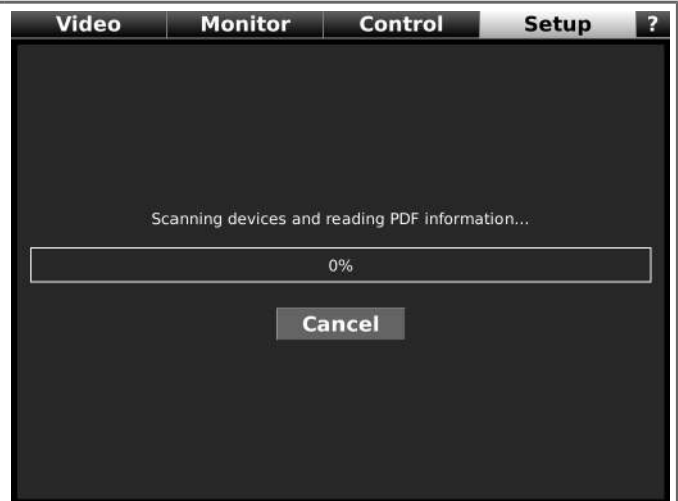 Video Monitor Control Setup ?
Scanning devices and reading PDF information...
0%
Cancel